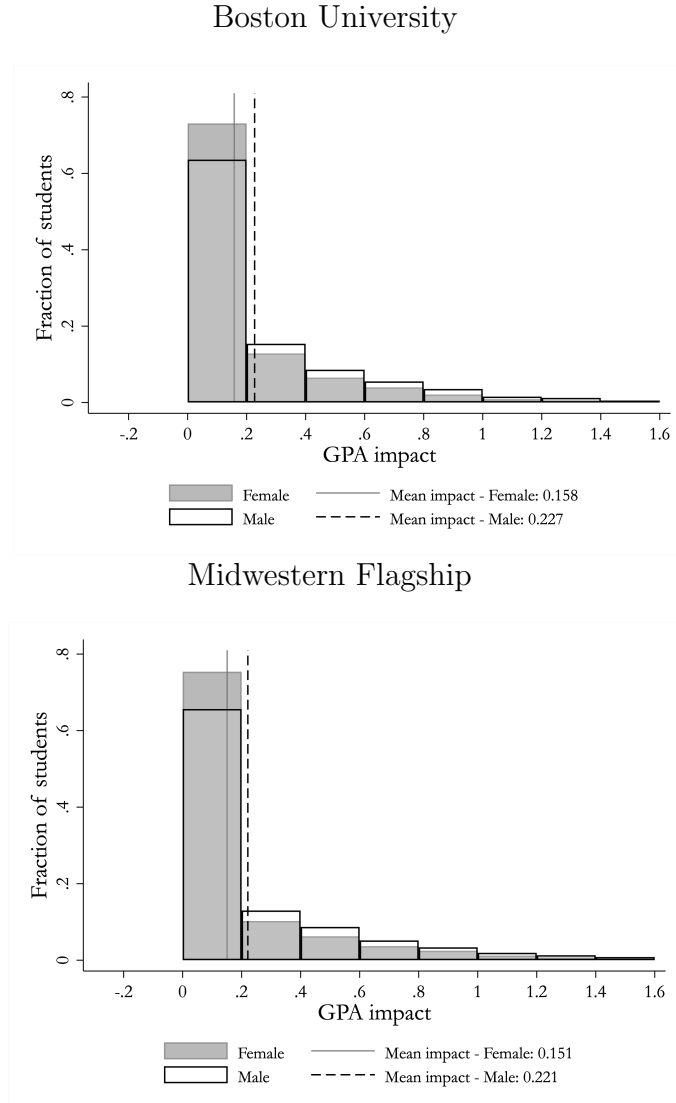 Boston University
Fraction of students
.8
.6
.4
.2
0
-.2 0 .2 .4 .6 .8 1 1.2 1.4 1.6
GPA impact
Female Mean impact - Female: 0.158
Male Mean impact - Male: 0.227
Midwestern Flagship
Fraction of students
.8
.6
.4
.2
0
-.2 0 .2 .4 .6 .8 1 1.2 1.4 1.6
GPA impact
Female Mean impact - Female: 0.151
Male Mean impact - Male: 0.221